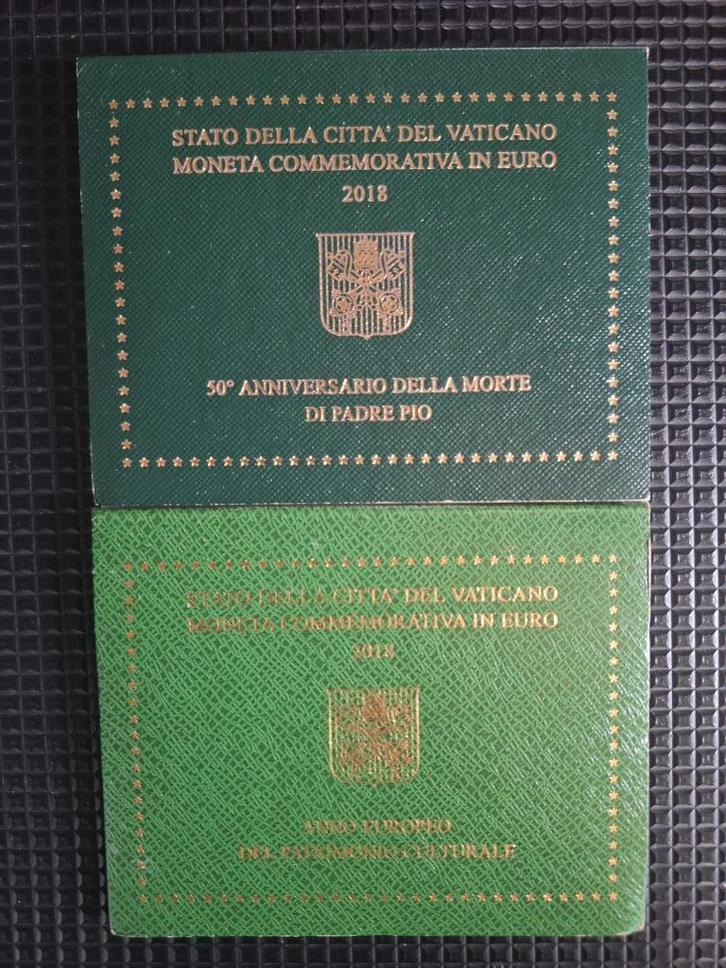 STATO DELLA CITTA' DEL VATICANO
MONETA COMMEMORATIVA IN EURO
2018
50° ANNIVERSARIO DELLA MORTE
DI PADRE PIO
STATO DELLA CITTA' DEL VATICANO
MONETA COMMEMORATIVA IN EURO
2018
ANNO EUROPEO
DEL PATRIMONIO CULTURALE